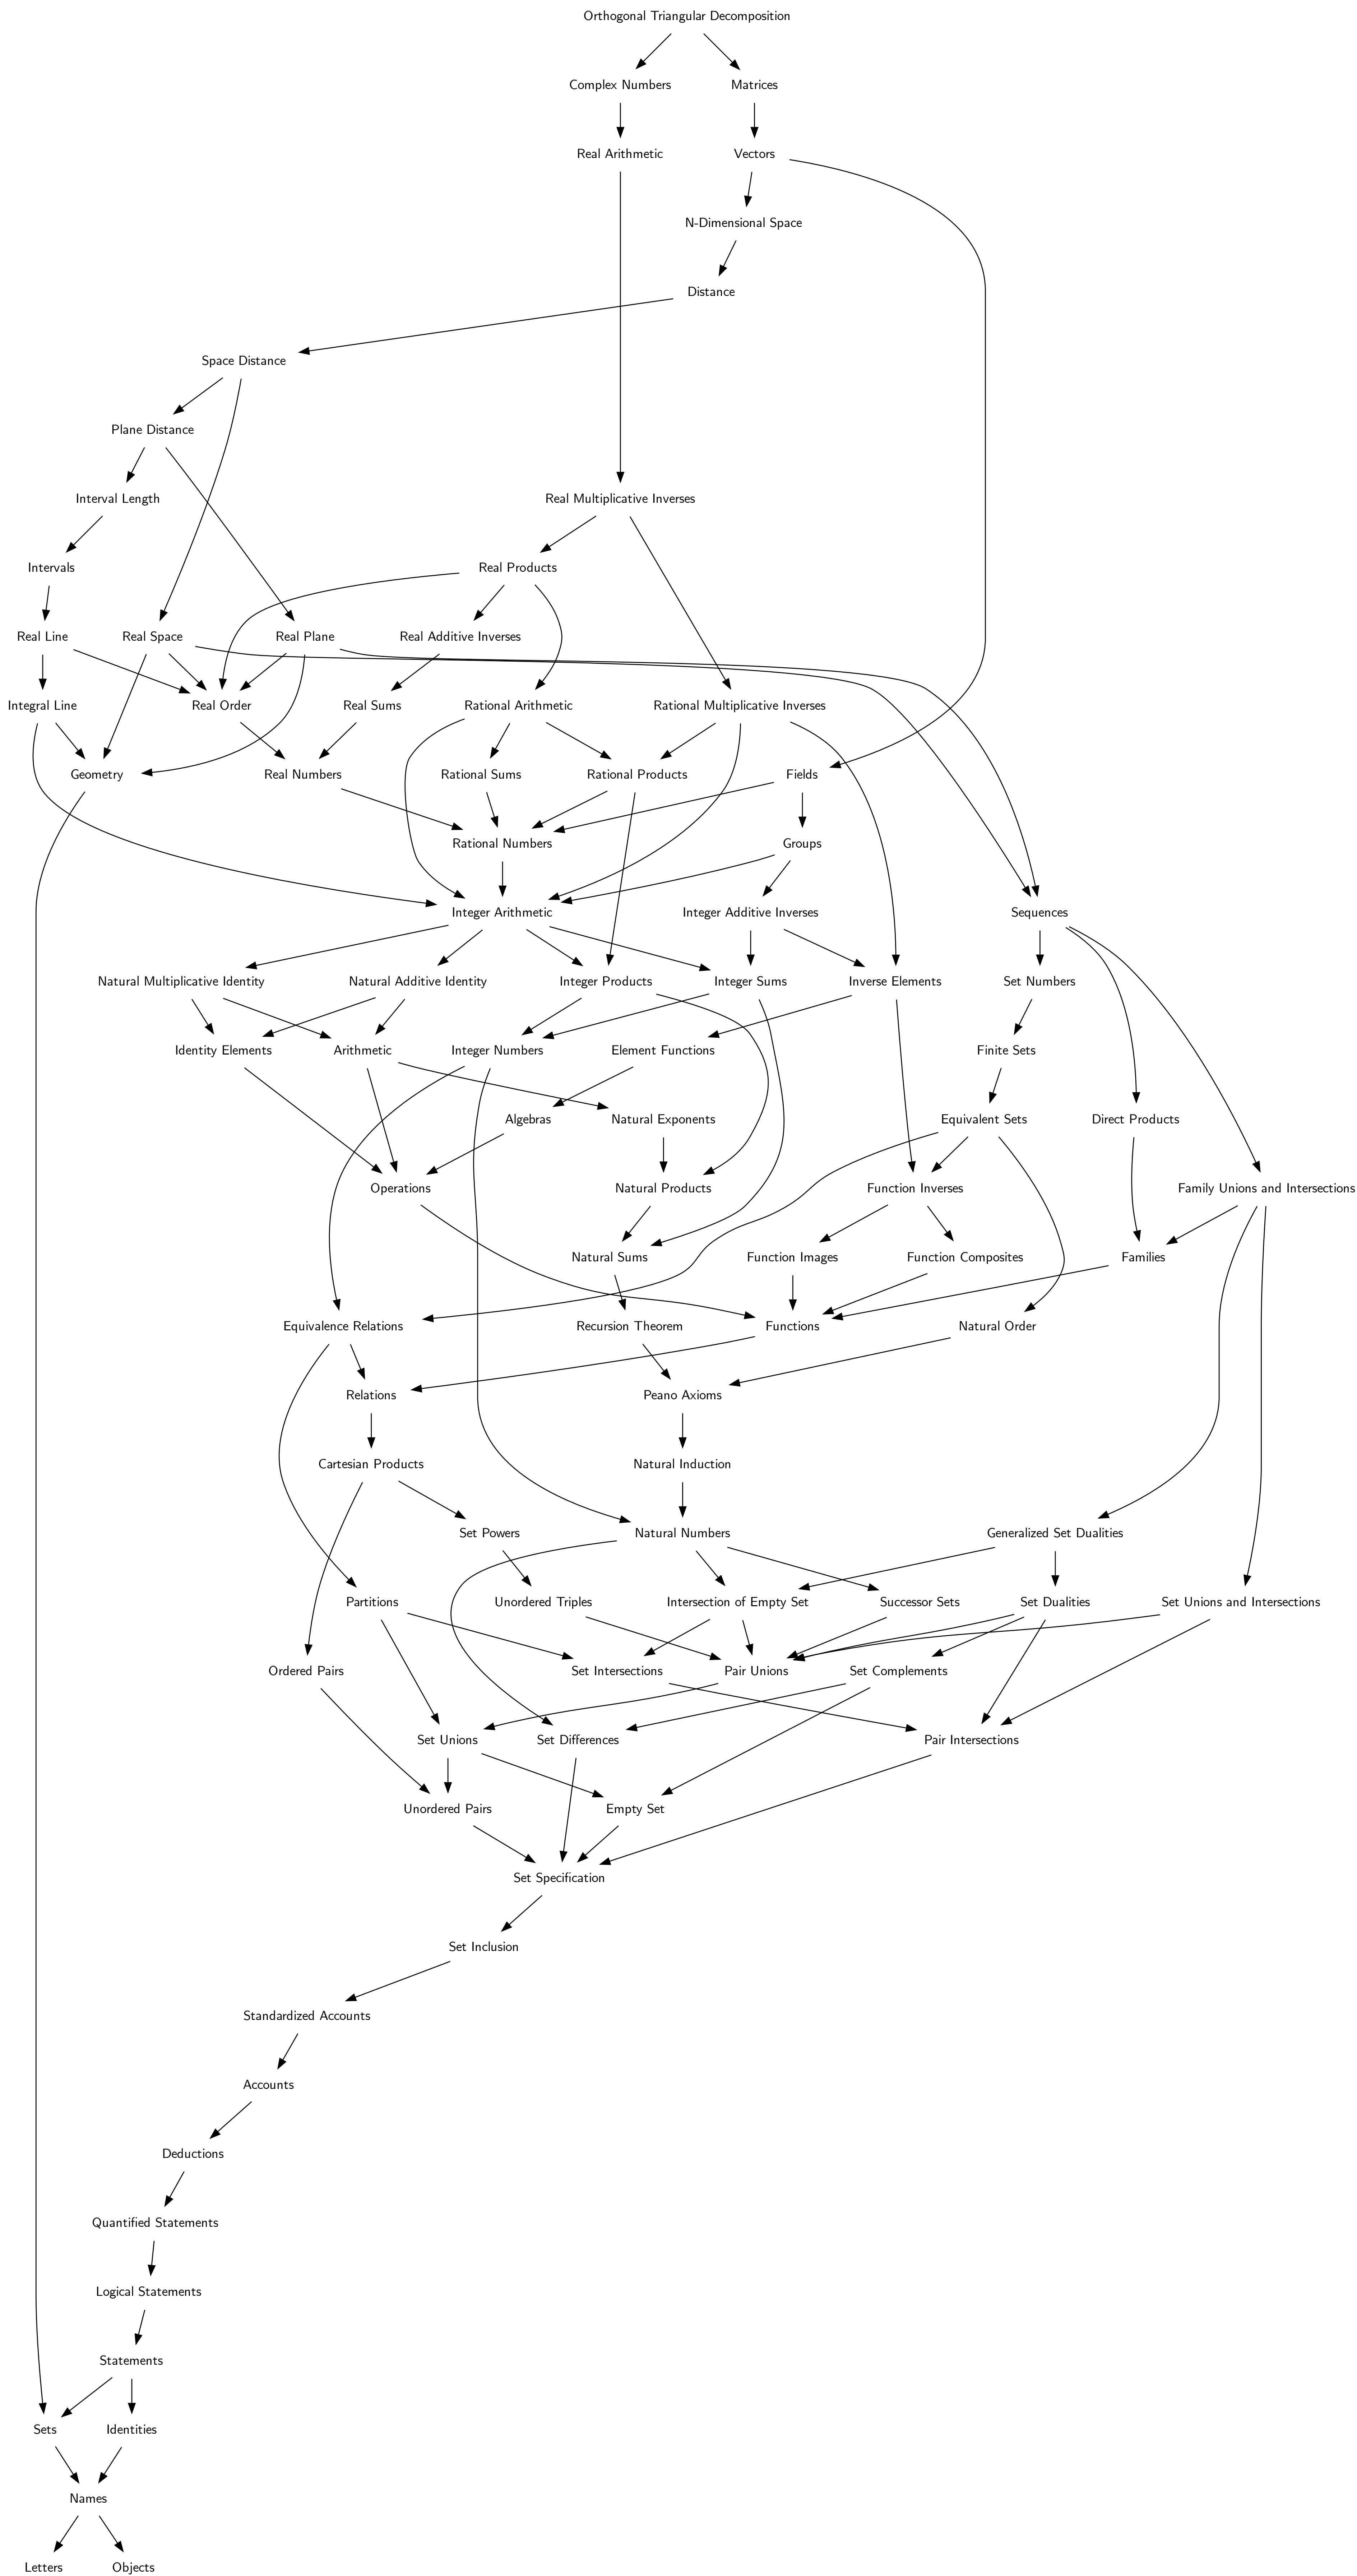 Orthogonal Triangular Decomposition
Complex Numbers
Matrices
Real Arithmetic
Vectors
N-Dimensional Space
Distance
Space Distance
Plane Distance
Interval Length
Real Multiplicative Inverses
Intervals
Real Products
Real Line
Real Space
Real Plane
Real Additive Inverses
Integral Line
Real Order
Real Sums
Rational Arithmetic
Rational Multiplicative Inverses
Geometry
Real Numbers
Rational Sums
Rational Products
Fields
Rational Numbers
Groups
Integer Arithmetic
Integer Additive Inverses
Sequences
Natural Multiplicative Identity
Natural Additive Identity
Integer Products
Integer Sums
Inverse Elements
Set Numbers
Identity Elements
Arithmetic
Integer Numbers
Element Functions
Finite Sets
Algebras
Natural Exponents
Equivalent Sets
Direct Products
Operations
Natural Products
Function Inverses
Family Unions and Intersections
Natural Sums
Function Images
Function Composites
Families
Equivalence Relations
Recursion Theorem
Functions
Natural Order
Relations
Peano Axioms
Cartesian Products
Natural Induction
Set Powers
Natural Numbers
Generalized Set Dualities
Partitions
Unordered Triples
Intersection of Empty Set
Successor Sets
Set Dualities
Set Unions and Intersections
Ordered Pairs
Set Intersections
Pair Unions
Set Complements
Set Unions
Set Differences
Pair Intersections
Unordered Pairs
Empty Set
Set Specification
Set Inclusion
Standardized Accounts
Accounts
Deductions
Quantified Statements
Logical Statements
Statements
Sets
Identities
Names
Letters
Objects